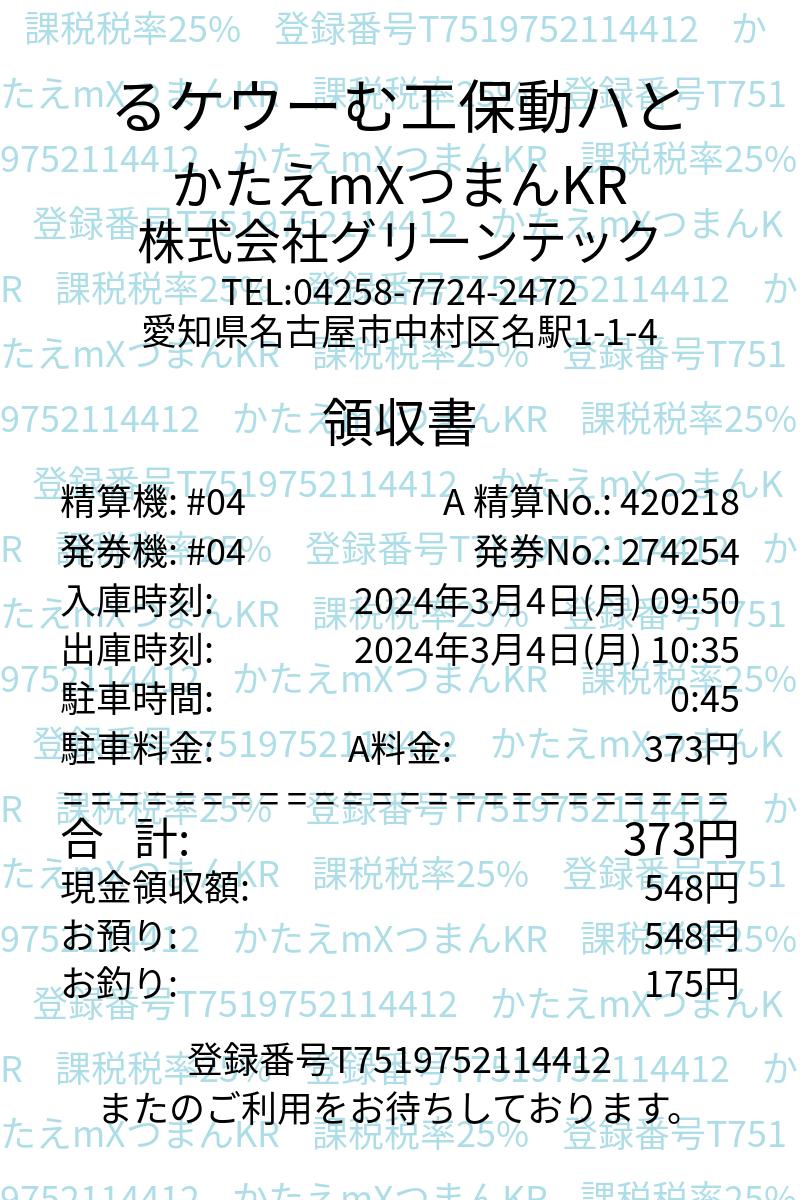 るケウーむ工保動ハと
かたえmXつまんKR
株式会社グリーンテック
TEL:04258-7724-2472
愛知県名古屋市中村区名駅1-1-4
領収書
精算機: #04 A 精算No.: 420218
発券機: #04 発券No.: 274254
入庫時刻: 2024年3月4日(月) 09:50
出庫時刻: 2024年3月4日(月) 10:35
駐車時間: 0:45
駐車料金: A料金: 373円
========================
合 計: 373円
現金領収額: 548円
お預り: 548円
お釣り: 175円
登録番号T7519752114412
またのご利用をお待ちしております。
課税税率25% 登録番号T7519752114412 かたえmXつまんKR